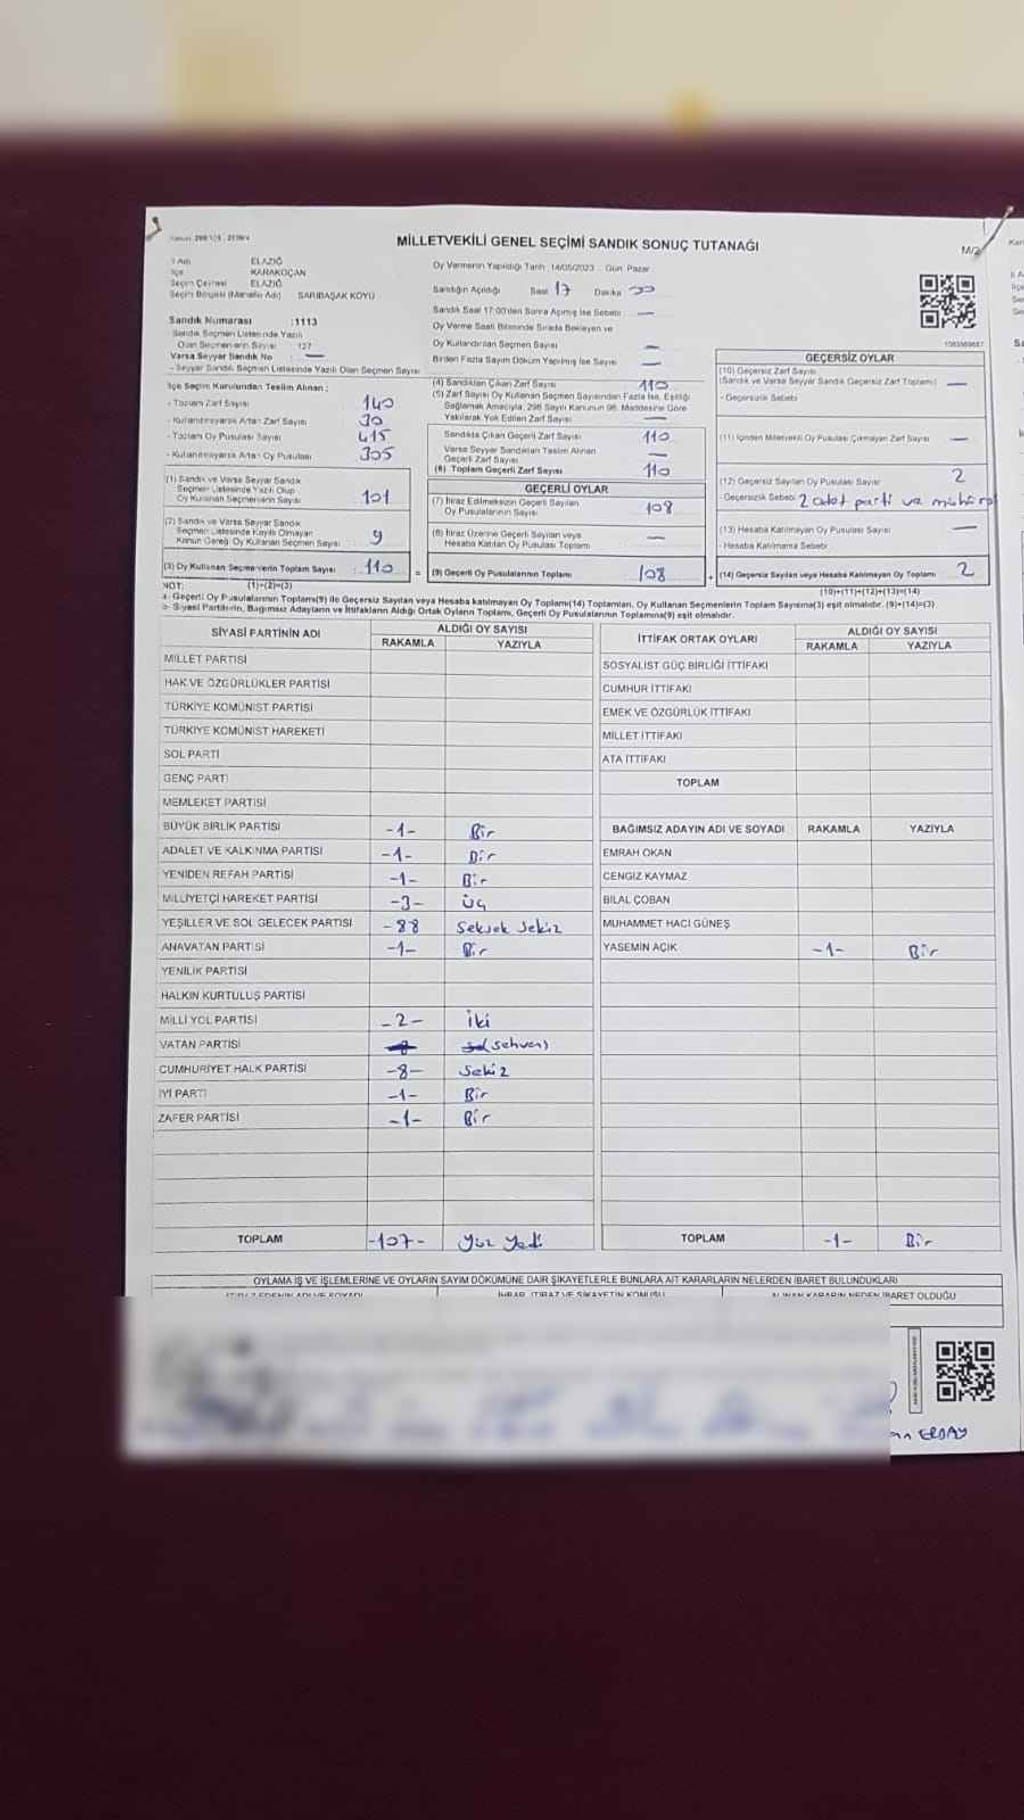 MİLLETVEKİLİ GENEL SEÇİMİ SANDIK SONUÇ TUTANAĞI
M/2
ELAZIĞ
KARAKOÇAN
Seçim Çevresi ELAZIĞ
SARIBAŞAK KÖYÜ
Oy Vermenin Yapıldığı Tarih :14/05/2023 Gün: Pazar
Sandığın Açıldığı Saat 17 Dakika 00
Sandık Saat 17:00'den Sonra Açılmış İse Sebebi —
Oy Verme Saati Bitiminde Sırada Bekleyen ve
Oy Kullandırılan Seçmen Sayısı —
Birden Fazla Sayım Döküm Yapılmış İse Sayısı —
Sandık Numarası :1113
Sandık Seçmen Listesinde Yazılı
Olan Seçmenlerin Sayısı 127
Varsa Seyyar Sandık No —
- Seyyar Sandık Seçmen Listesinde Yazılı Olan Seçmen Sayısı
İlçe Seçim Kurulundan Teslim Alınan :
- Toplam Zarf Sayısı 140
- Kullanılmayarak Artan Zarf Sayısı 30
- Toplam Oy Pusulası Sayısı 415
- Kullanılmayarak Artan Oy Pusulası 305
(1) Sandık ve Varsa Seyyar Sandık
Seçmen Listesinde Yazılı Olup
Oy Kullanan Seçmenlerin Sayısı 101
(2) Sandık ve Varsa Seyyar Sandık
Seçmen Listesinde Kayıtlı Olmayan
Kanun Gereği Oy Kullanan Seçmen Sayısı 9
(3) Oy Kullanan Seçmenlerin Toplam Sayısı : 110
NOT: (1)+(2)=(3)
(4) Sandıktan Çıkan Zarf Sayısı 110
(5) Zarf Sayısı Oy Kullanan Seçmen Sayısından Fazla İse, Eşitliği
Sağlamak Amacıyla, 298 Sayılı Kanunun 98. Maddesine Göre
Yakılarak Yok Edilen Zarf Sayısı —
Sandıkta Çıkan Geçerli Zarf Sayısı 110
Varsa Seyyar Sandıktan Teslim Alınan
Geçerli Zarf Sayısı —
(6) Toplam Geçerli Zarf Sayısı 110
GEÇERLİ OYLAR
(7) İtiraz Edilmeksizin Geçerli Sayılan
Oy Pusulalarının Sayısı 108
(8) İtiraz Üzerine Geçerli Sayılan veya
Hesaba Katılan Oy Pusulası Toplamı —
= (9) Geçerli Oy Pusulalarının Toplamı 108
GEÇERSİZ OYLAR
(10) Geçersiz Zarf Sayısı
(Sandık ve Varsa Seyyar Sandık Geçersiz Zarf Toplamı) —
- Geçersizlik Sebebi
(11) İçinden Milletvekili Oy Pusulası Çıkmayan Zarf Sayısı —
(12) Geçersiz Sayılan Oy Pusulası Sayısı 2
- Geçersizlik Sebebi 2 adet parti ve
(13) Hesaba Katılmayan Oy Pusulası Sayısı —
- Hesaba Katılmama Sebebi
+ (14) Geçersiz Sayılan veya Hesaba Katılmayan Oy Toplamı 2
(10)+(11)+(12)+(13)=(14)
a- Geçerli Oy Pusulalarının Toplamı(9) ile Geçersiz Sayılan veya Hesaba katılmayan Oy Toplamı(14) Toplamları, Oy Kullanan Seçmenlerin Toplam Sayısına(3) eşit olmalıdır. (9)+(14)=(3)
b- Siyasi Partilerin, Bağımsız Adayların ve İttifakların Aldığı Ortak Oyların Toplamı, Geçerli Oy Pusulalarının Toplamına(9) eşit olmalıdır.
SİYASİ PARTİNİN ADI ALDIĞI OY SAYISI
RAKAMLA YAZIYLA
MİLLET PARTİSİ
HAK VE ÖZGÜRLÜKLER PARTİSİ
TÜRKİYE KOMÜNİST PARTİSİ
TÜRKİYE KOMÜNİST HAREKETİ
SOL PARTİ
GENÇ PARTİ
MEMLEKET PARTİSİ
BÜYÜK BİRLİK PARTİSİ -1- Bir
ADALET VE KALKINMA PARTİSİ -1- Bir
YENİDEN REFAH PARTİSİ -1- Bir
MİLLİYETÇİ HAREKET PARTİSİ -3- Üç
YEŞİLLER VE SOL GELECEK PARTİSİ -88 Seksek Sekiz
ANAVATAN PARTİSİ -1- Bir
YENİLİK PARTİSİ
HALKIN KURTULUŞ PARTİSİ
MİLLİ YOL PARTİSİ -2- iki
VATAN PARTİSİ (Sehven)
CUMHURİYET HALK PARTİSİ -8- Sekiz
İYİ PARTİ -1- Bir
ZAFER PARTİSİ -1- Bir
TOPLAM -107- Yüz Yedi
İTTİFAK ORTAK OYLARI ALDIĞI OY SAYISI
RAKAMLA YAZIYLA
SOSYALİST GÜÇ BİRLİĞİ İTTİFAKI
CUMHUR İTTİFAKI
EMEK VE ÖZGÜRLÜK İTTİFAKI
MİLLET İTTİFAKI
ATA İTTİFAKI
TOPLAM
BAĞIMSIZ ADAYIN ADI VE SOYADI RAKAMLA YAZIYLA
EMRAH OKAN
CENGİZ KAYMAZ
BİLAL ÇOBAN
MUHAMMET HACI GÜNEŞ
YASEMİN AÇIK -1- Bir
TOPLAM -1- Bir
OYLAMA İŞ VE İŞLEMLERİNE VE OYLARIN SAYIM DÖKÜMÜNE DAİR ŞİKAYETLERLE BUNLARA AİT KARARLARIN NELERDEN İBARET BULUNDUKLARI